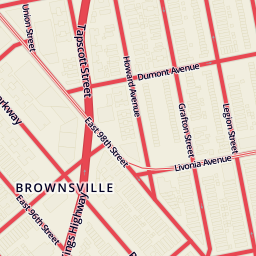 Union Street
Tapscott Street
Howard Avenue
Dumont Avenue
Grafton Street
Legion Street
East 98th Street
Livonia Avenue
BROWNSVILLE
East 96th Street
Highway